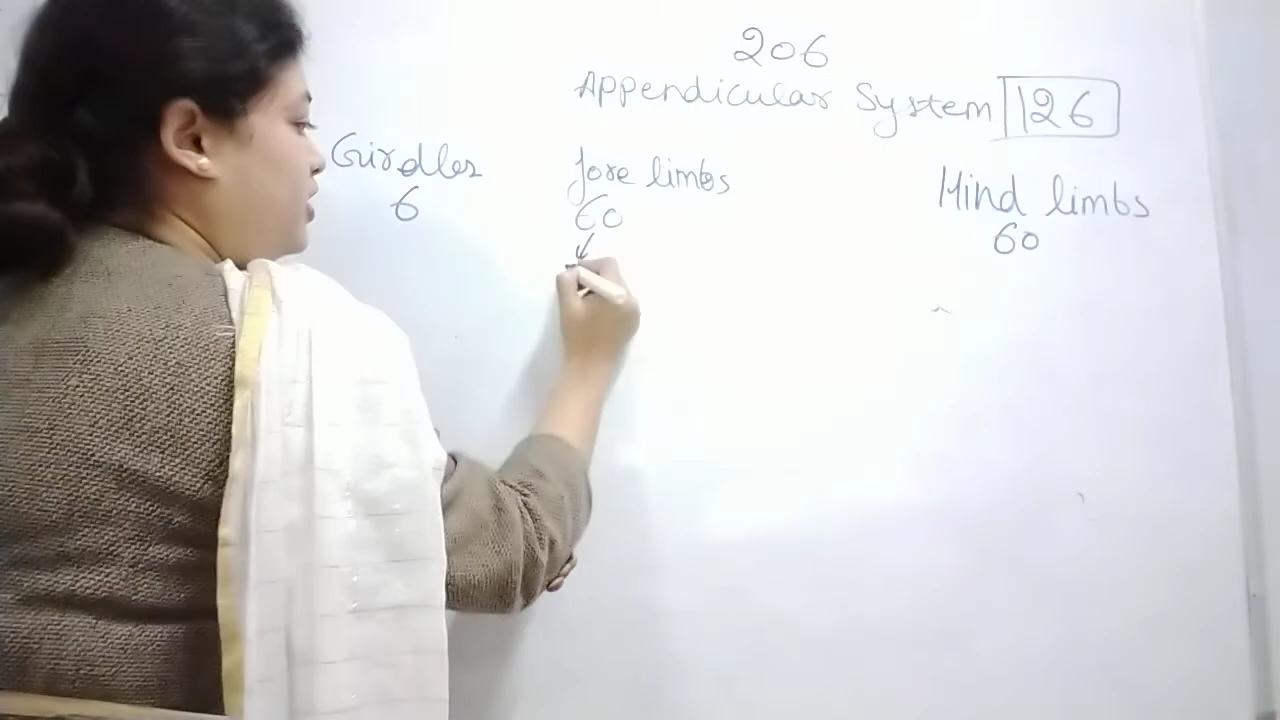 206
Appendicular System 126
Girdles
6
fore limbs
60
Hind limbs
60